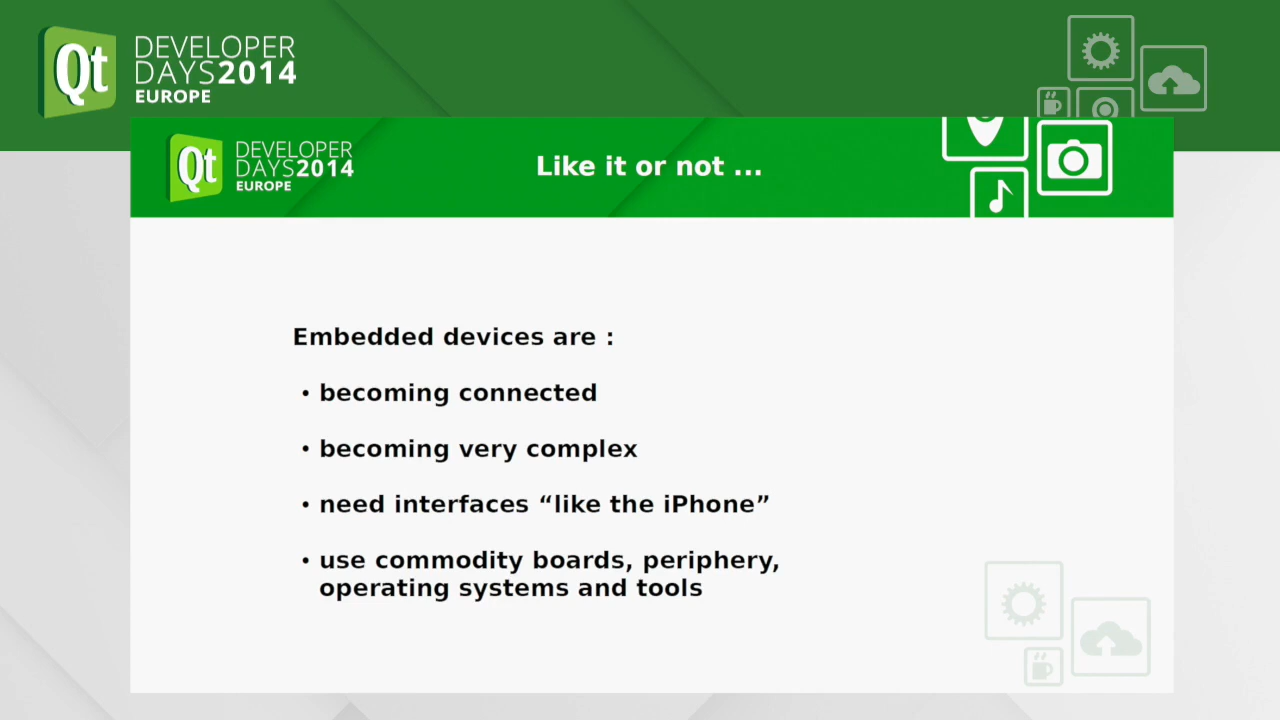 Qt
DEVELOPER
DAYS2014
EUROPE
Qt
DEVELOPER
DAYS2014
EUROPE
Like it or not ...
Embedded devices are :
• becoming connected
• becoming very complex
• need interfaces “like the iPhone”
• use commodity boards, periphery,
operating systems and tools